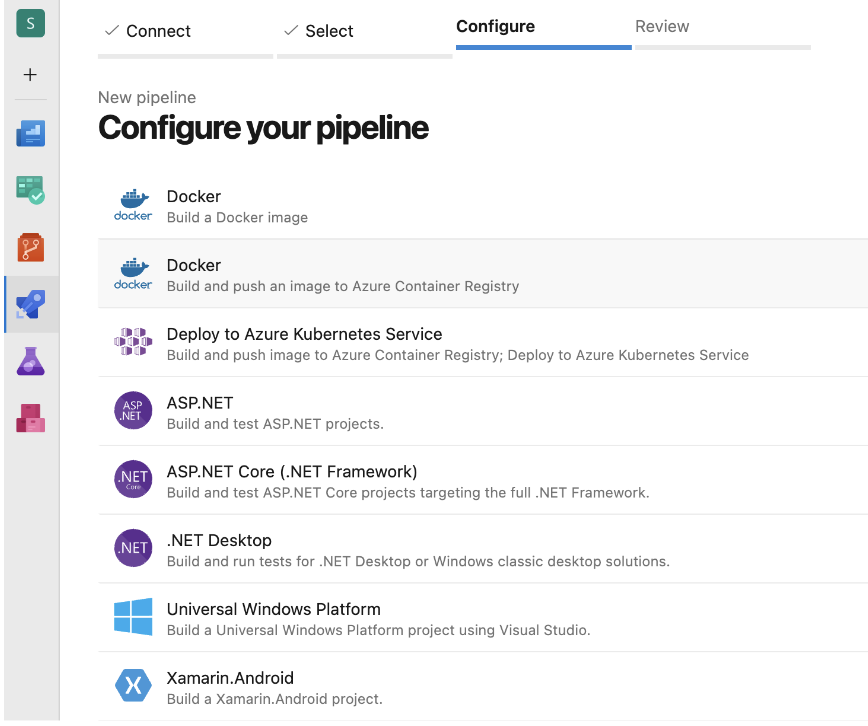 S
Connect
Select
Configure
Review
New pipeline
Configure your pipeline
docker
Docker
Build a Docker image
docker
Docker
Build and push an image to Azure Container Registry
Deploy to Azure Kubernetes Service
Build and push image to Azure Container Registry; Deploy to Azure Kubernetes Service
ASP
.NET
ASP.NET
Build and test ASP.NET projects.
.NET
Core
ASP.NET Core (.NET Framework)
Build and test ASP.NET Core projects targeting the full .NET Framework.
.NET
.NET Desktop
Build and run tests for .NET Desktop or Windows classic desktop solutions.
Universal Windows Platform
Build a Universal Windows Platform project using Visual Studio.
X
Xamarin.Android
Build a Xamarin.Android project.